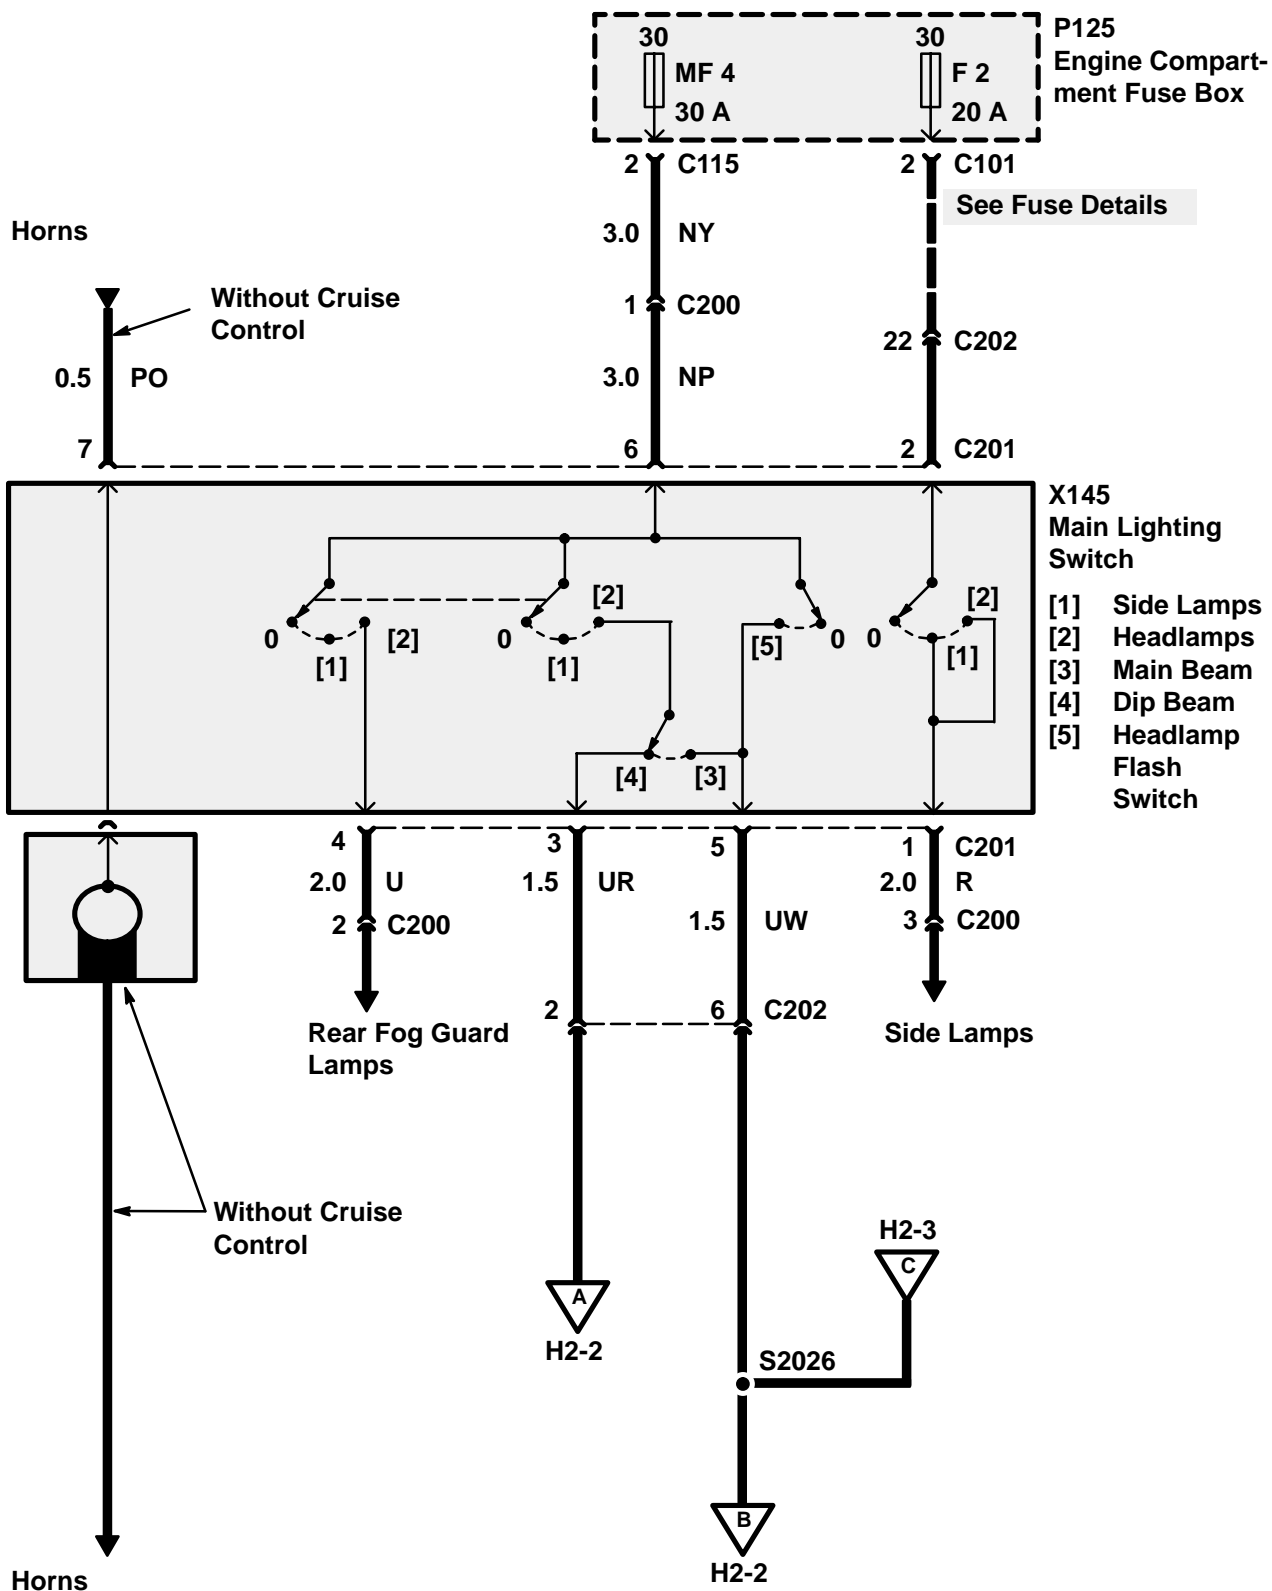 P125
Engine Compart-
ment Fuse Box
30
MF 4
30 A
30
F 2
20 A
2 C115
2 C101
See Fuse Details
Horns
3.0 NY
Without Cruise
Control
1 C200
22 C202
0.5 PO
3.0 NP
7
6
2 C201
X145
Main Lighting
Switch
[1] Side Lamps
[2] Headlamps
[3] Main Beam
[4] Dip Beam
[5] Headlamp
Flash
Switch
0
[1]
[2]
0
[1]
[2]
[5]
0
0
[1]
[2]
[4]
[3]
4
3
5
1 C201
2.0 U
1.5 UR
2.0 R
2 C200
1.5 UW
3 C200
2
6 C202
Rear Fog Guard
Lamps
Side Lamps
Without Cruise
Control
H2-3
C
A
H2-2
S2026
B
H2-2
Horns